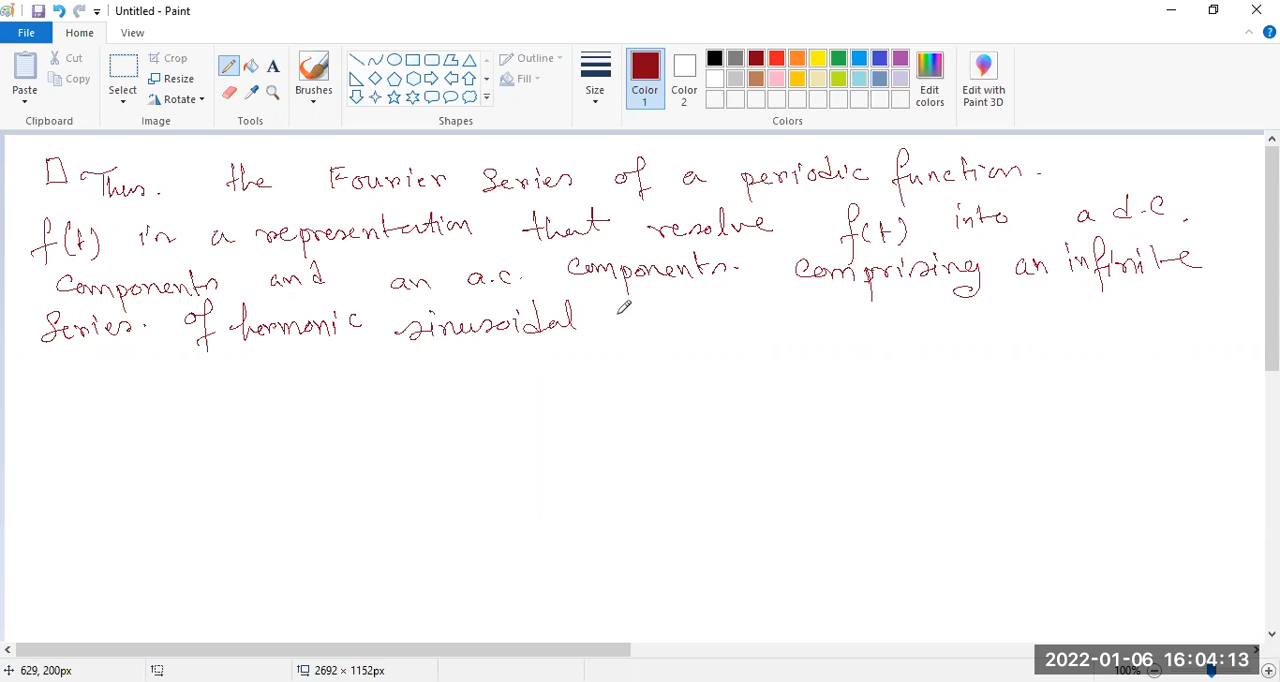 Untitled - Paint
File Home View
Paste Cut Copy Select Crop Resize Rotate Brushes Outline Fill Size Color 1 Color 2 Edit colors Edit with Paint 3D
Clipboard Image Tools Shapes Colors
Thus. the Fourier Series of a periodic function.
f(t) in a representation that resolve f(t) into a d.c.
Components and an a.c. Components. comprising an infinite
Series. of hermonic sinusoidal
629, 200px 2692 × 1152px 100%
2022-01-06 16:04:13